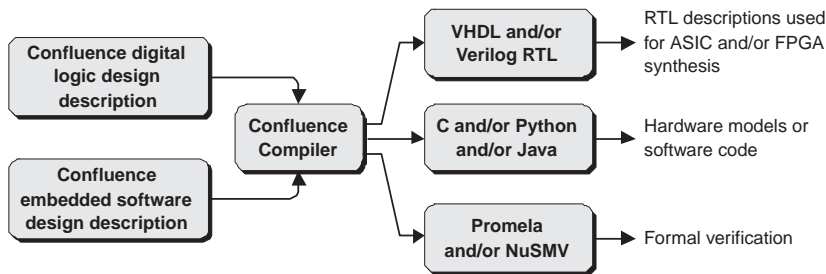 Confluence digital
logic design
description
Confluence
embedded software
design description
Confluence
Compiler
VHDL and/or
Verilog RTL
C and/or Python
and/or Java
Promela
and/or NuSMV
RTL descriptions used
for ASIC and/or FPGA
synthesis
Hardware models or
software code
Formal verification